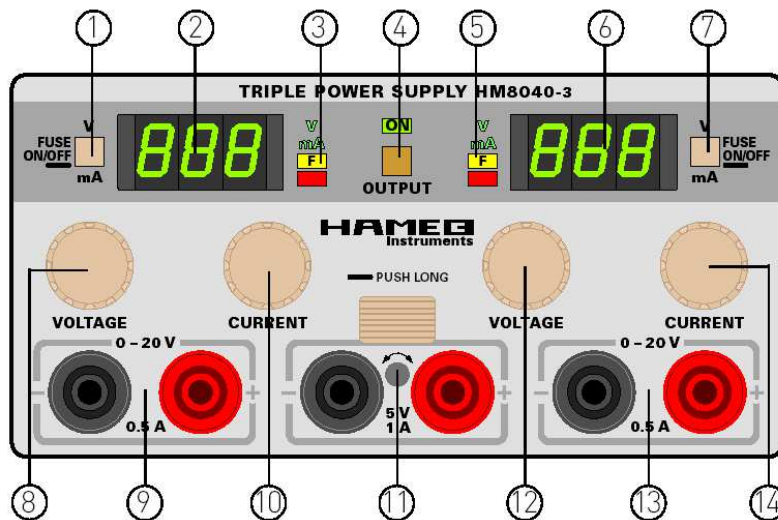 1 2 3 4 5 6 7
TRIPLE POWER SUPPLY HM8040-3
V V ON V V
FUSE ON/OFF mA mA FUSE ON/OFF
888 F F 888
mA OUTPUT mA
HAMEG
Instruments
PUSH LONG
VOLTAGE CURRENT VOLTAGE CURRENT
0 – 20 V 0 – 20 V
− + − + − +
5 V
0.5 A 1 A 0.5 A
8 9 10 11 12 13 14